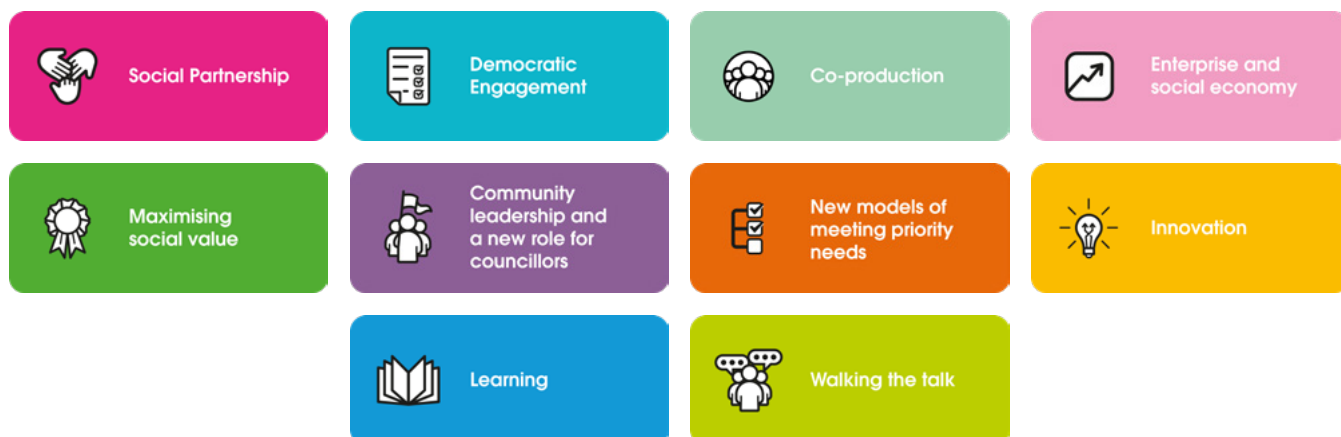 Social Partnership
Democratic
Engagement
Co-production
Enterprise and
social economy
Maximising
social value
Community
leadership and
a new role for
councillors
New models of
meeting priority
needs
Innovation
Learning
Walking the talk